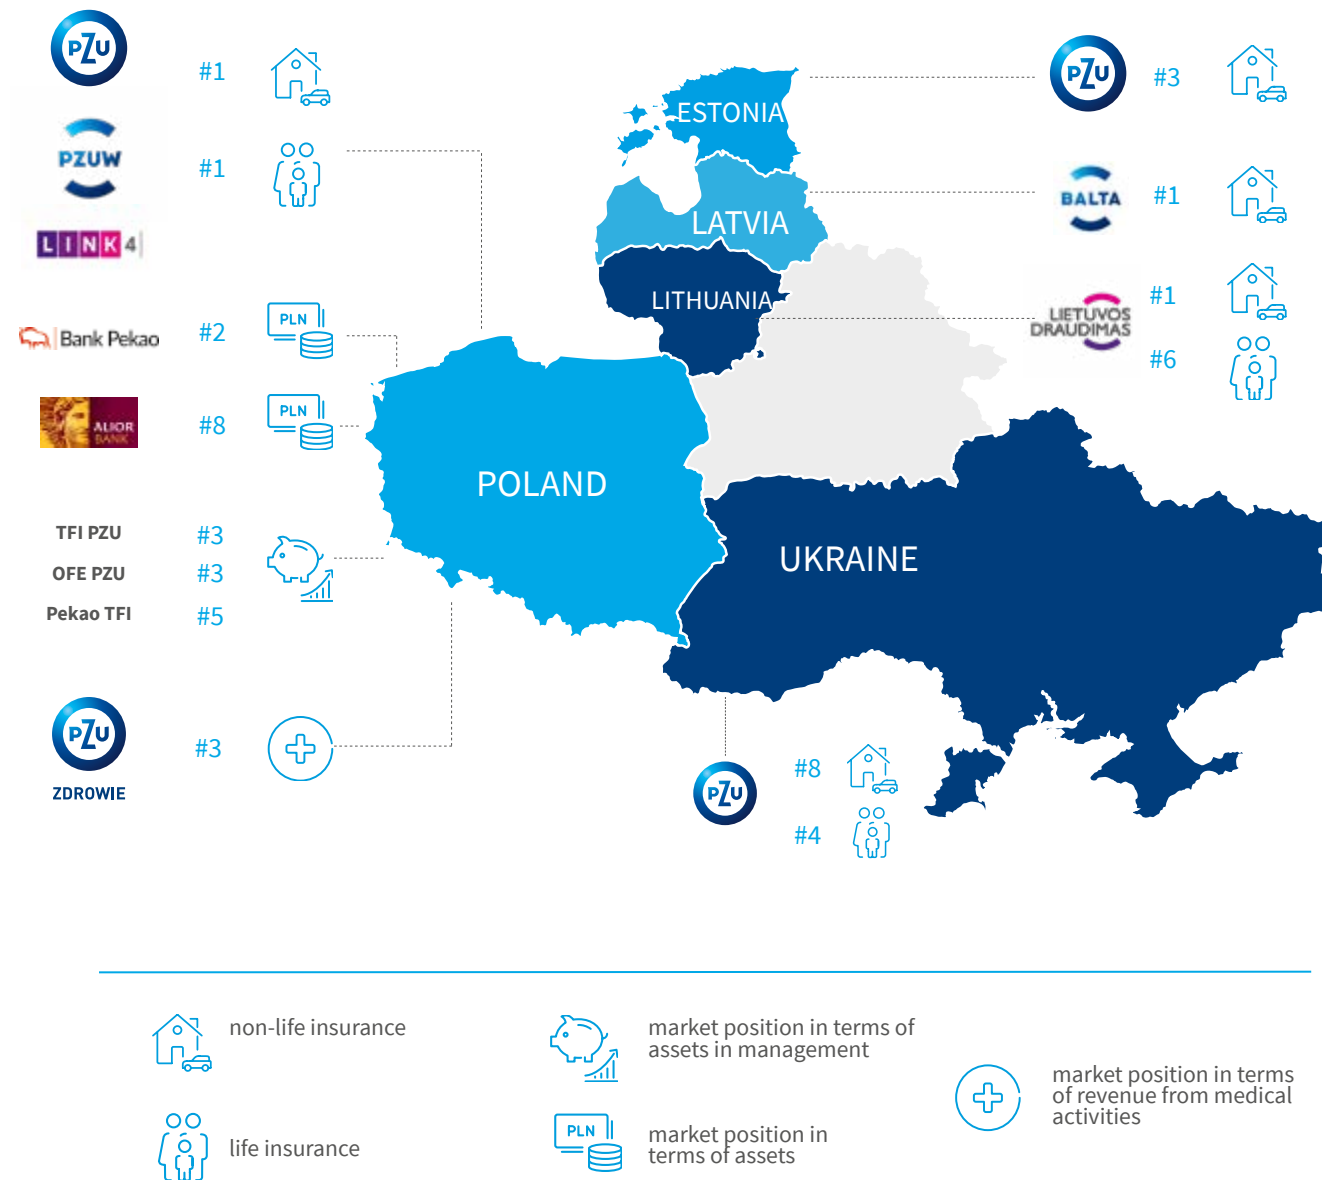 PZU
#1
PZUW
#1
LINK4
Bank Pekao
#2
PLN
ALIOR
BANK
#8
PLN
TFI PZU
#3
OFE PZU
#3
Pekao TFI
#5
PZU
ZDROWIE
#3
ESTONIA
LATVIA
LITHUANIA
POLAND
UKRAINE
PZU
#3
BALTA
#1
LIETUVOS
DRAUDIMAS
#1
#6
PZU
#8
#4
non-life insurance
life insurance
market position in terms of
assets in management
PLN
market position in
terms of assets
market position in terms
of revenue from medical
activities